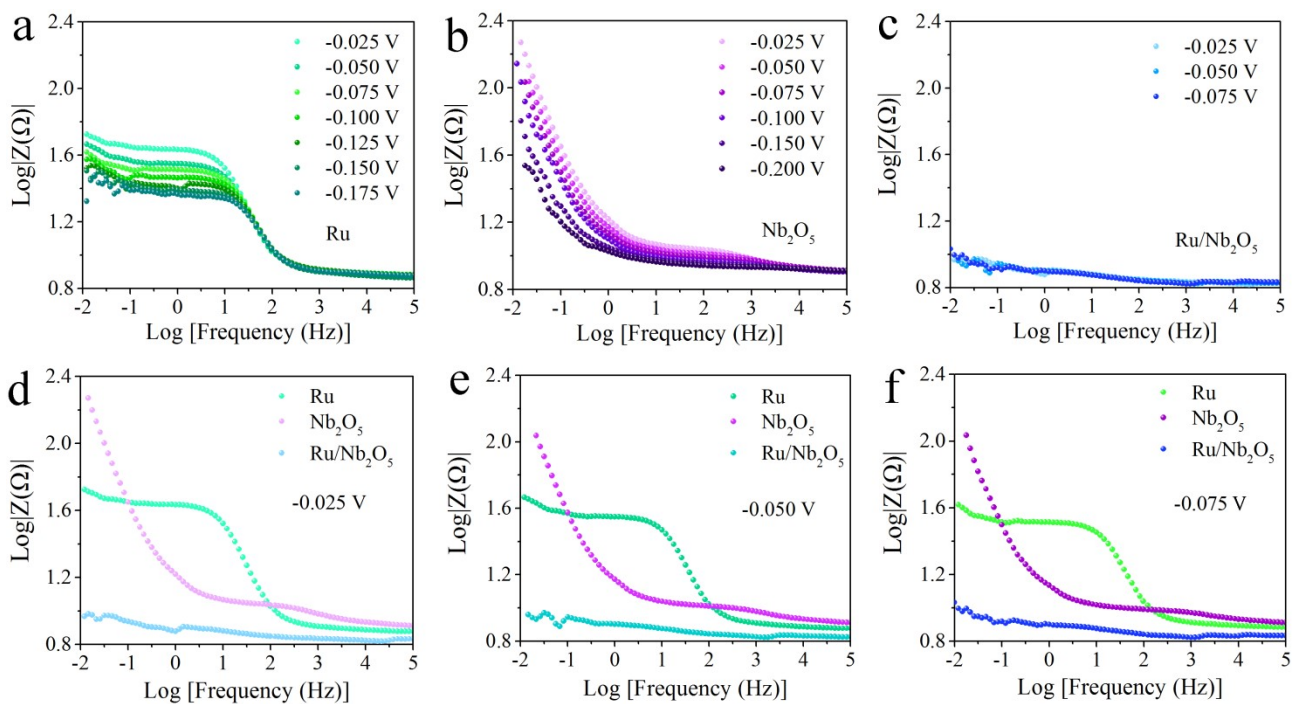 a
2.4
2.0
1.6
1.2
0.8
Log|Z(Ω)|
-0.025 V
-0.050 V
-0.075 V
-0.100 V
-0.125 V
-0.150 V
-0.175 V
Ru
-2 -1 0 1 2 3 4 5
Log [Frequency (Hz)]
b
2.4
2.0
1.6
1.2
0.8
Log|Z(Ω)|
-0.025 V
-0.050 V
-0.075 V
-0.100 V
-0.150 V
-0.200 V
Nb₂O₅
-2 -1 0 1 2 3 4 5
Log [Frequency (Hz)]
c
2.4
2.0
1.6
1.2
0.8
Log|Z(Ω)|
-0.025 V
-0.050 V
-0.075 V
Ru/Nb₂O₅
-2 -1 0 1 2 3 4 5
Log [Frequency (Hz)]
d
2.4
2.0
1.6
1.2
0.8
Log|Z(Ω)|
Ru
Nb₂O₅
Ru/Nb₂O₅
-0.025 V
-2 -1 0 1 2 3 4 5
Log [Frequency (Hz)]
e
2.4
2.0
1.6
1.2
0.8
Log|Z(Ω)|
Ru
Nb₂O₅
Ru/Nb₂O₅
-0.050 V
-2 -1 0 1 2 3 4 5
Log [Frequency (Hz)]
f
2.4
2.0
1.6
1.2
0.8
Log|Z(Ω)|
Ru
Nb₂O₅
Ru/Nb₂O₅
-0.075 V
-2 -1 0 1 2 3 4 5
Log [Frequency (Hz)]